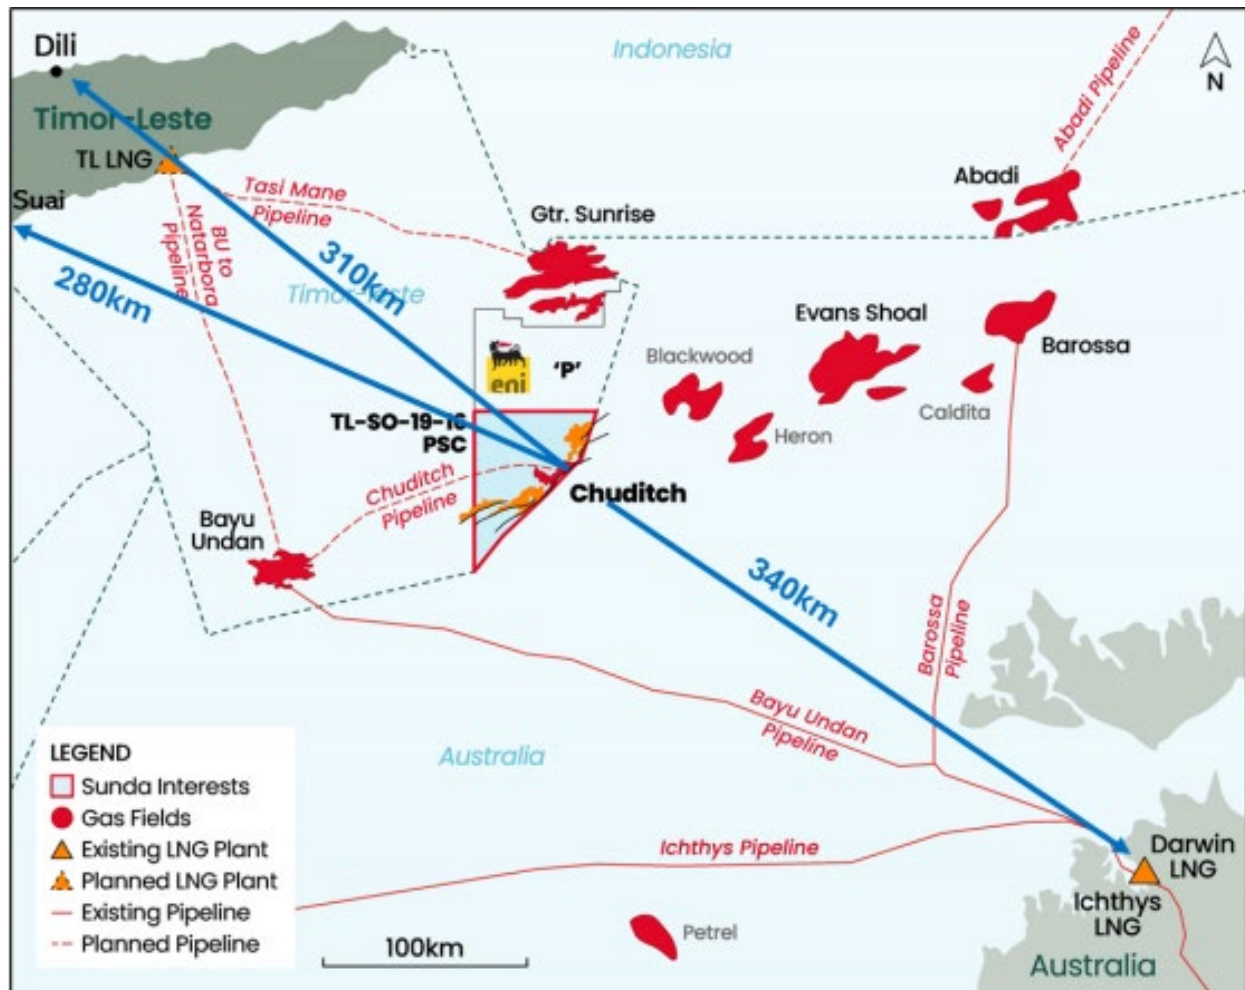 Indonesia
N
Dili
Timor-Leste
TL LNG
Suai
Tasi Mane
Pipeline
BU to
Natarbora
Pipeline
Gtr. Sunrise
Abadi
Abadi Pipeline
310km
280km
Timor-leste
eni
'P'
Blackwood
Heron
Evans Shoal
Caldita
Barossa
TL-SO-19-16
PSC
Chuditch
Pipeline
Chuditch
Bayu
Undan
340km
Barossa
Pipeline
Bayu Undan
Pipeline
Australia
Ichthys Pipeline
Darwin
LNG
Ichthys
LNG
Petrel
Australia
100km
LEGEND
Sunda Interests
Gas Fields
Existing LNG Plant
Planned LNG Plant
Existing Pipeline
Planned Pipeline